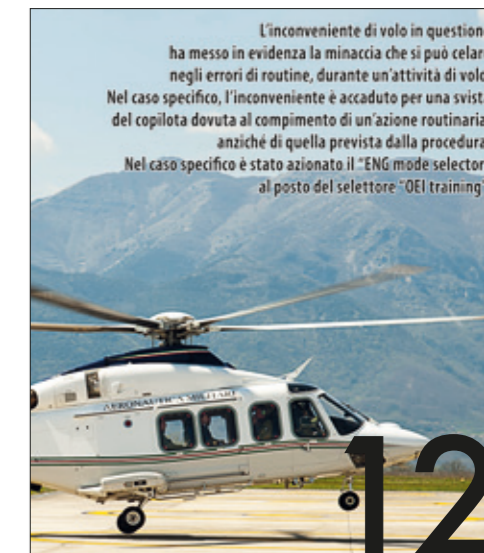 L'inconveniente di volo in question
ha messo in evidenza la minaccia che si può celar
negli errori di routine, durante un'attività di volo
Nel caso specifico, l'inconveniente è accaduto per una svista
del copilota dovuta al compimento di un'azione routinaria
anziché di quella prevista dalla procedura
Nel caso specifico è stato azionato il "ENG mode selector
al posto del selettore "OEI training"
AERONAUTICA MILITARE
12